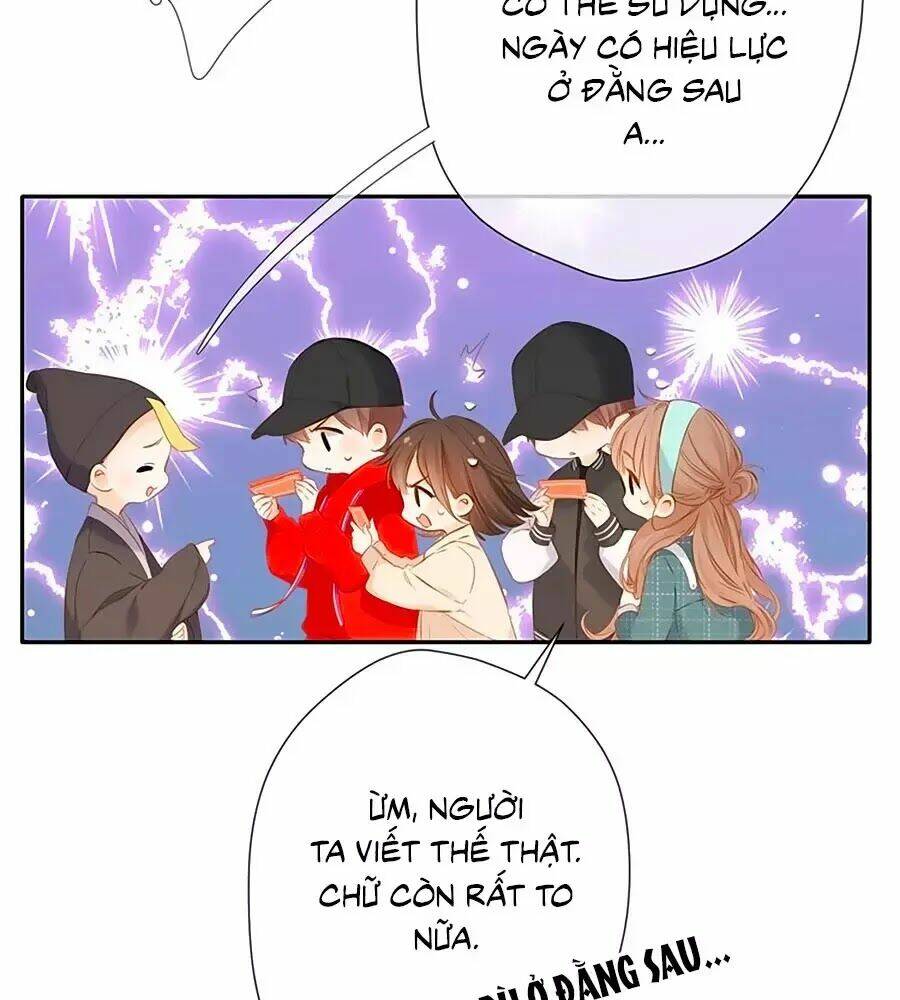 CÓ THỂ SỬ DỤNG...
NGÀY CÓ HIỆU LỰC
Ở ĐẰNG SAU
A...
ỪM, NGƯỜI
TA VIẾT THẾ THẬT.
CHỮ CÒN RẤT TO
NỮA.
Ở ĐẰNG SAU...